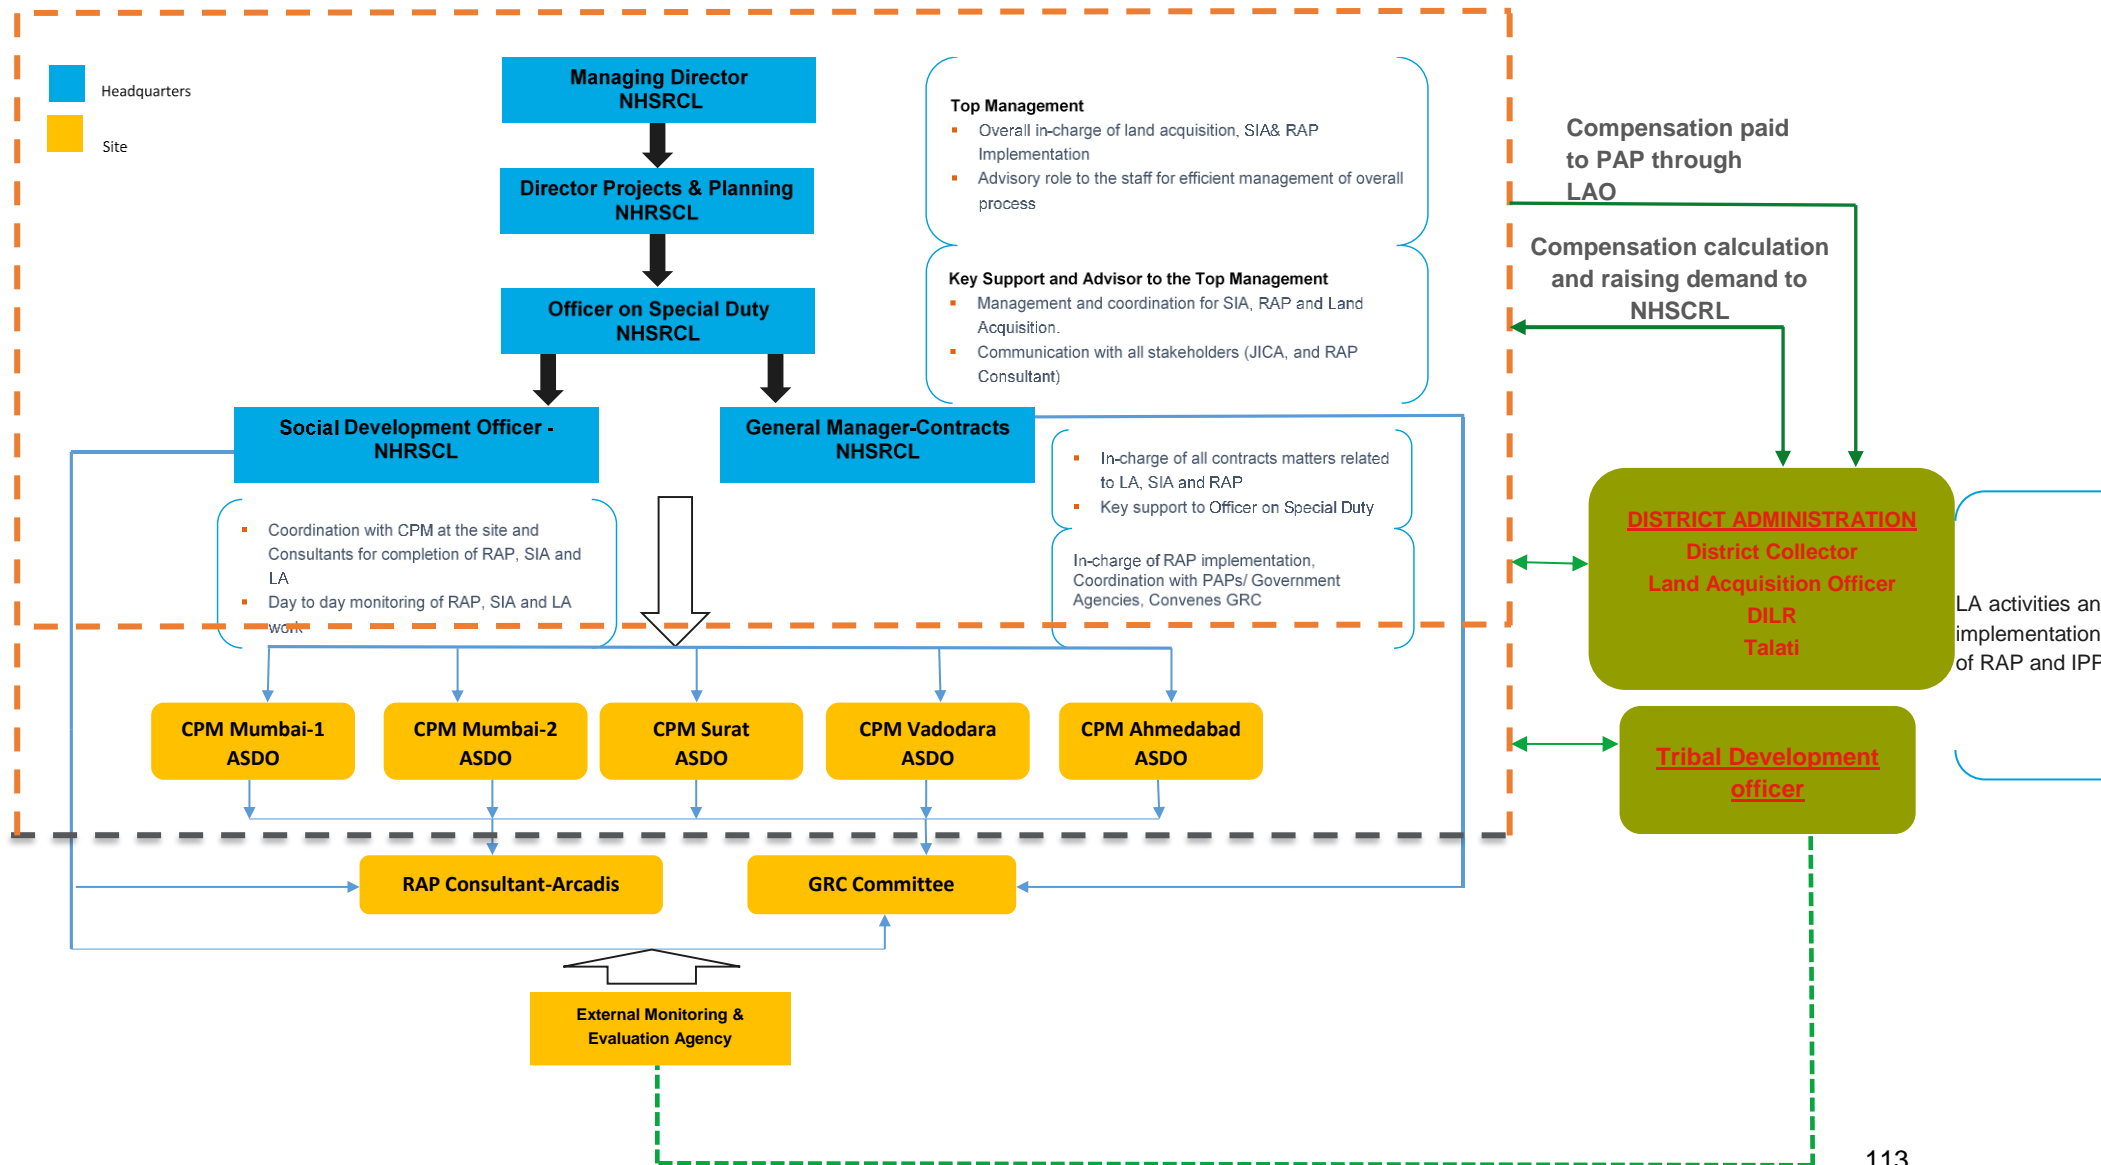 Headquarters
Site
Managing Director
NHSRCL
Director Projects & Planning
NHRSCL
Officer on Special Duty
NHSRCL
Social Development Officer -
NHRSCL
General Manager-Contracts
NHSRCL
Top Management
▪ Overall in-charge of land acquisition, SIA& RAP
Implementation
▪ Advisory role to the staff for efficient management of overall
process
Key Support and Advisor to the Top Management
▪ Management and coordination for SIA, RAP and Land
Acquisition.
▪ Communication with all stakeholders (JICA, and RAP
Consultant)
▪ In-charge of all contracts matters related
to LA, SIA and RAP
▪ Key support to Officer on Special Duty
In-charge of RAP implementation,
Coordination with PAPs/ Government
Agencies, Convenes GRC
▪ Coordination with CPM at the site and
Consultants for completion of RAP, SIA and
LA
▪ Day to day monitoring of RAP, SIA and LA
work
CPM Mumbai-1
ASDO
CPM Mumbai-2
ASDO
CPM Surat
ASDO
CPM Vadodara
ASDO
CPM Ahmedabad
ASDO
RAP Consultant-Arcadis
GRC Committee
External Monitoring &
Evaluation Agency
Compensation paid
to PAP through
LAO
Compensation calculation
and raising demand to
NHSCRL
DISTRICT ADMINISTRATION
District Collector
Land Acquisition Officer
DILR
Talati
Tribal Development
officer
LA activities an
implementation
of RAP and IPP
113